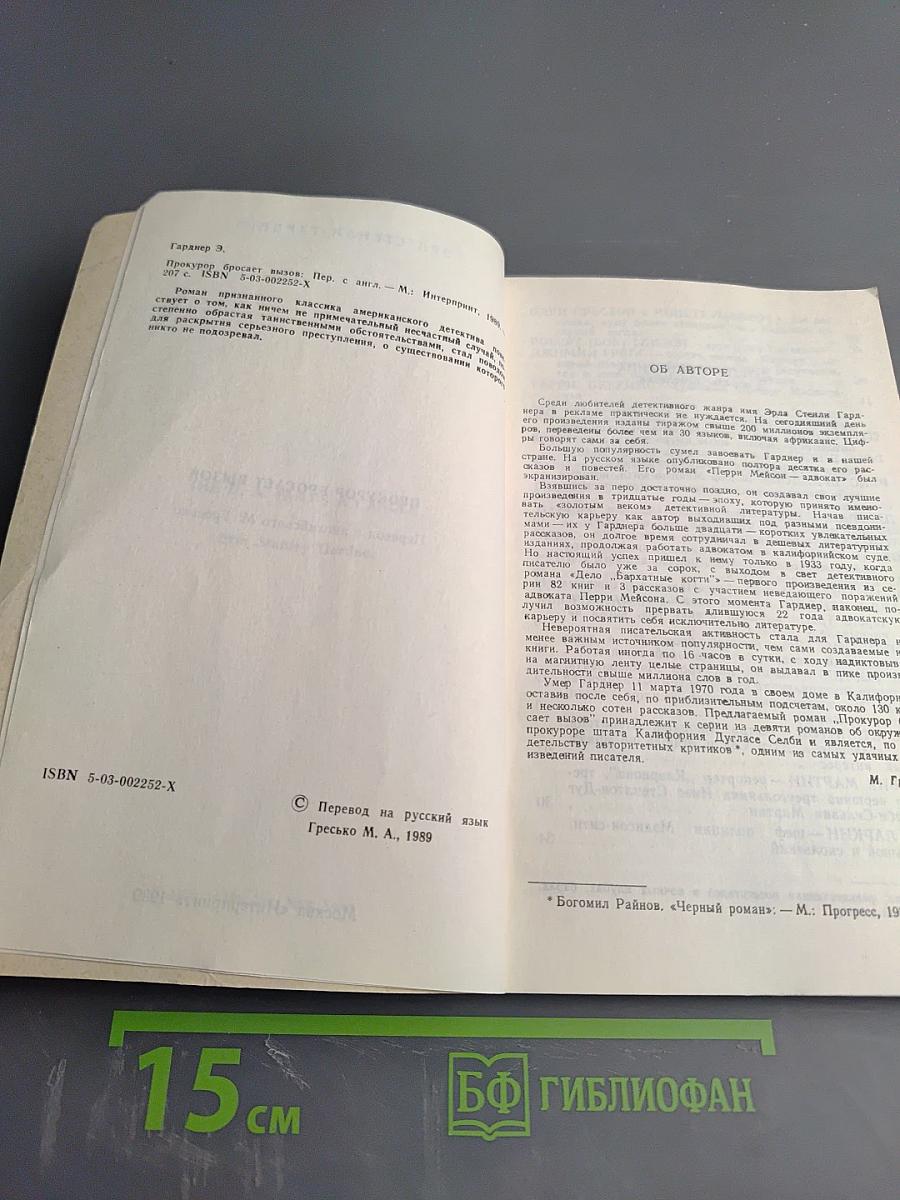 Гарднер Э.
Прокурор бросает вызов: Пер. с англ. — М.: Интерпринт, 1989
207 с. ISBN 5-03-002252-X
Роман признанного классика американского детектива
ствует о том, как ничем не примечательный несчастный случай,
степенно обрастая таинственными обстоятельствами, стал
для раскрытия серьезного преступления, о существовании которого
никто не подозревал.
ISBN 5-03-002252-X
© Перевод на русский язык
Гресько М. А., 1989
ОБ АВТОРЕ
Среди любителей детективного жанра имя Эрла Стенли Гард-
нера в рекламе практически не нуждается. На сегодняшний день
его произведения изданы тиражом свыше 200 миллионов экземпля-
ров, переведены более чем на 30 языков, включая африкаанс. Циф-
ры говорят сами за себя.
Большую популярность сумел завоевать Гарднер и в нашей
стране. На русском языке опубликовано полтора десятка его рас-
сказов и повестей. Его роман «Перри Мейсон — адвокат» был
экранизирован.
Взявшись за перо достаточно поздно, он создавал свои лучшие
произведения в тридцатые годы — эпоху, которую принято имено-
вать «золотым веком» детективной литературы. Начав писа-
тельскую карьеру как автор выходивших под разными псевдони-
мами — их у Гарднера больше двадцати — коротких увлекательных
рассказов, он долгое время сотрудничал в дешевых литературных
изданиях, продолжая работать адвокатом в калифорнийском суде.
Но настоящий успех пришел к нему только в 1933 году, когда
писателю было уже за сорок, с выходом в свет детективного
романа «Дело „Бархатные когти"» — первого произведения из се-
рии 82 книг и 3 рассказов с участием неведающего поражений
адвоката Перри Мейсона. С этого момента Гарднер, наконец, по-
лучил возможность прервать длившуюся 22 года адвокатскую
карьеру и посвятить себя исключительно литературе.
Невероятная писательская активность стала для Гарднера
менее важным источником популярности, чем сами создаваемые
книги. Работая иногда по 16 часов в сутки, с ходу надиктовыв
на магнитную ленту целые страницы, он выдавал в пике произв
дительности свыше миллиона слов в год.
Умер Гарднер 11 марта 1970 года в своем доме в Калифор
оставив после себя, по приблизительным подсчетам, около 130 к
и несколько сотен рассказов. Предлагаемый роман „Прокурор
сает вызов" принадлежит к серии из девяти романов об окруж
прокуроре штата Калифорния Дугласе Селби и является, по
детельству авторитетных критиков*, одним из самых удачных
изведений писателя.
М. Гр
* Богомил Райнов. «Черный роман»: — М.: Прогресс, 19
15 см
БФ ГИБЛИОФАН